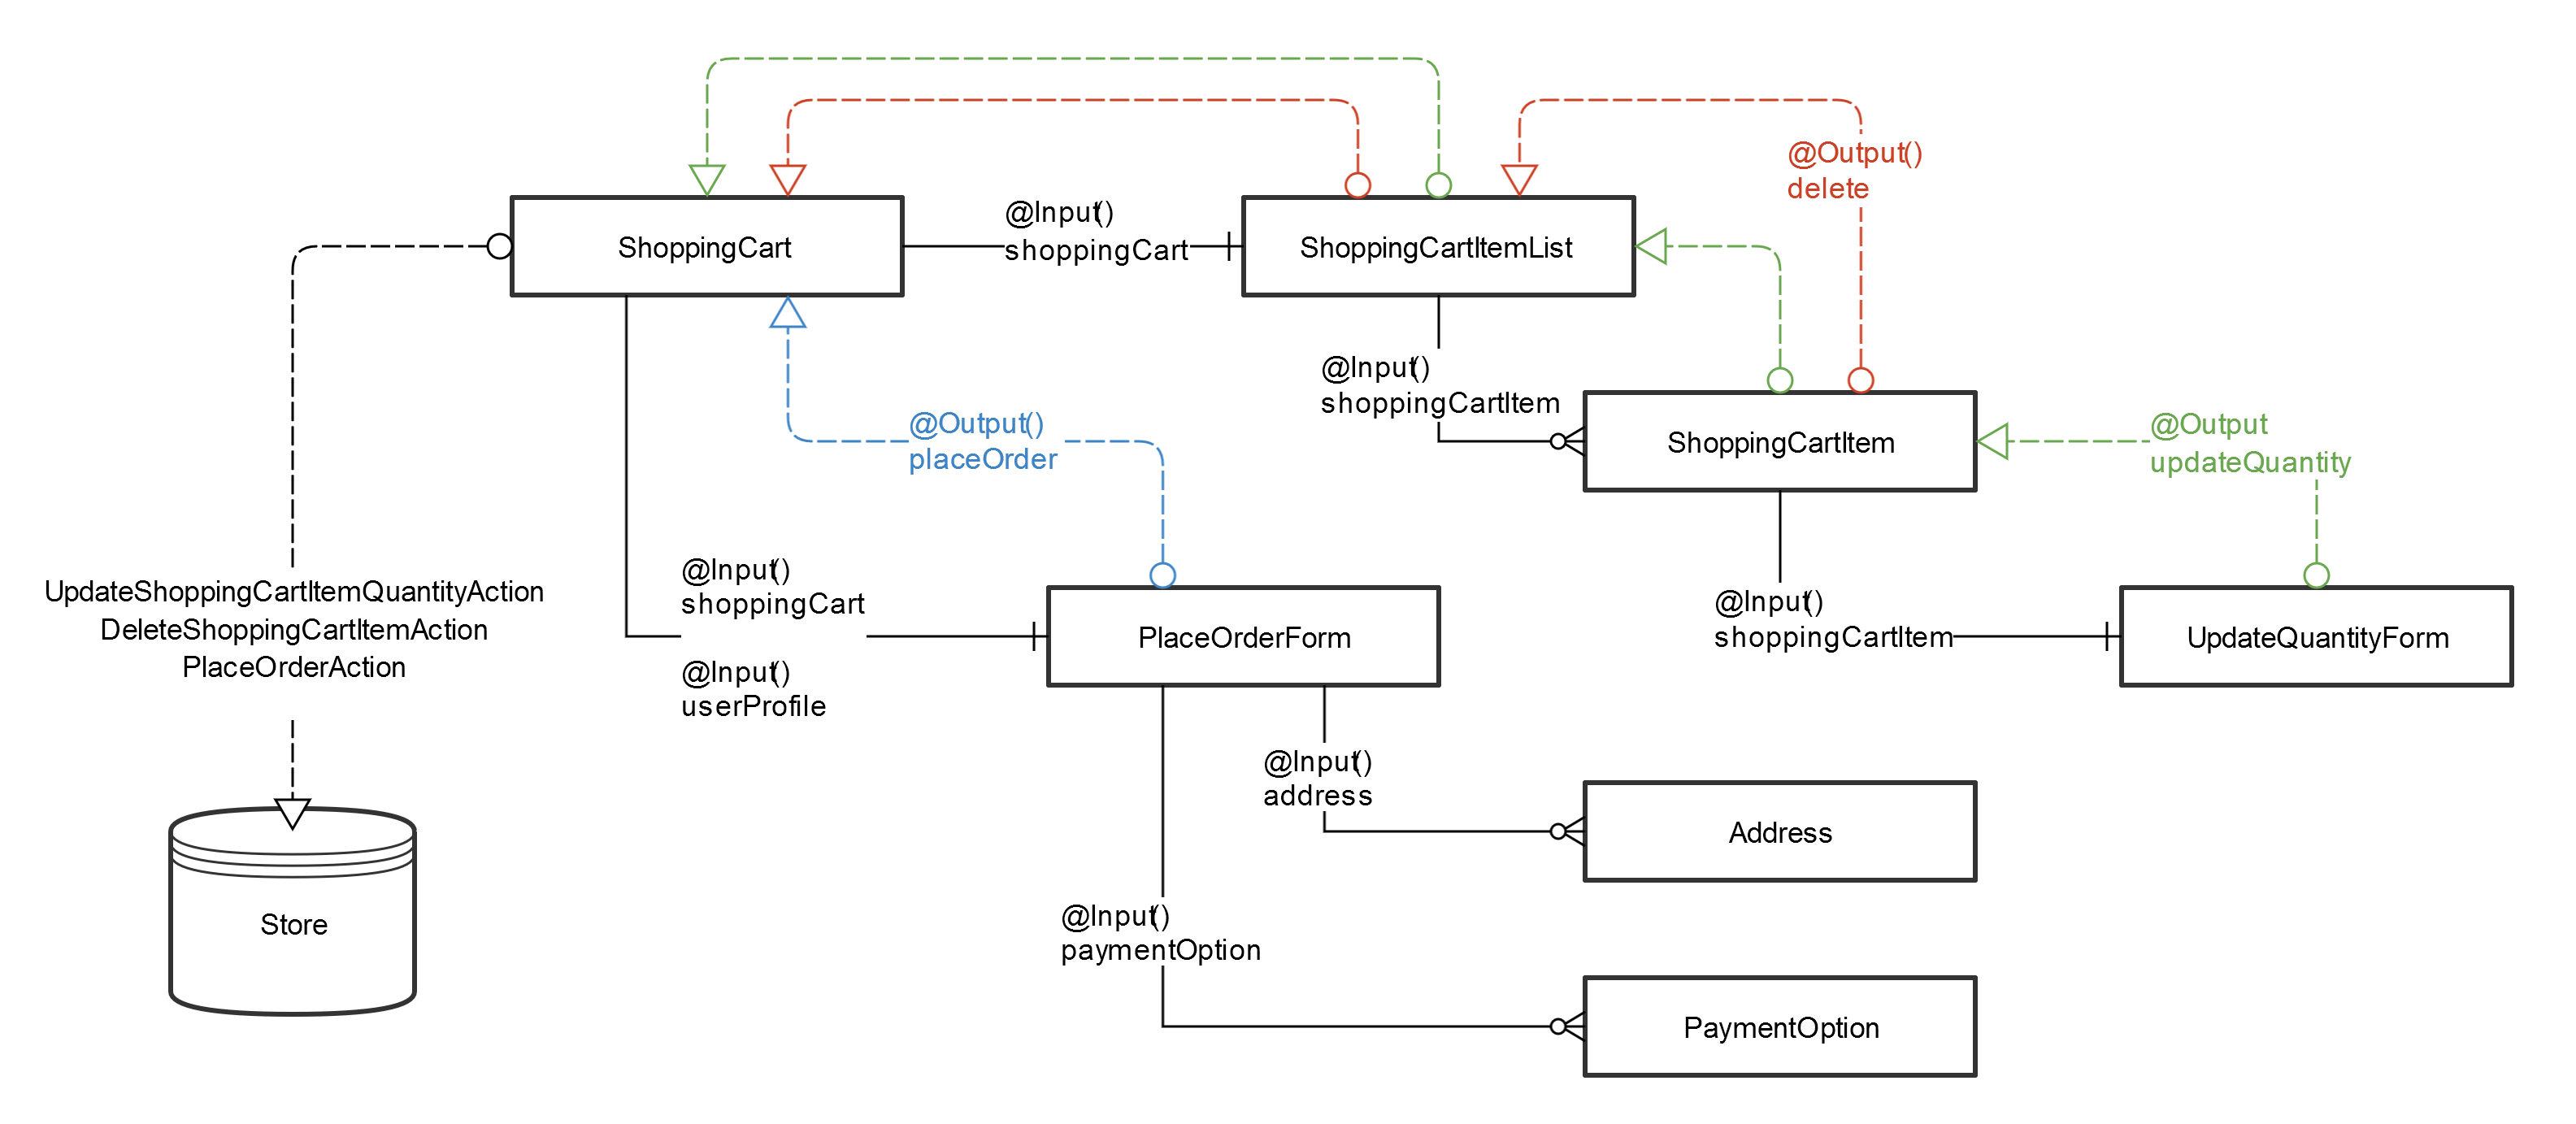 @Output()
delete
@Input()
shoppingCart
ShoppingCart
ShoppingCartItemList
@Input()
shoppingCartItem
@Output()
placeOrder
ShoppingCartItem
@Output
updateQuantity
UpdateShoppingCartItemQuantityAction
DeleteShoppingCartItemAction
PlaceOrderAction
@Input()
shoppingCart
@Input()
userProfile
PlaceOrderForm
@Input()
shoppingCartItem
UpdateQuantityForm
@Input()
address
Address
Store
@Input()
paymentOption
PaymentOption